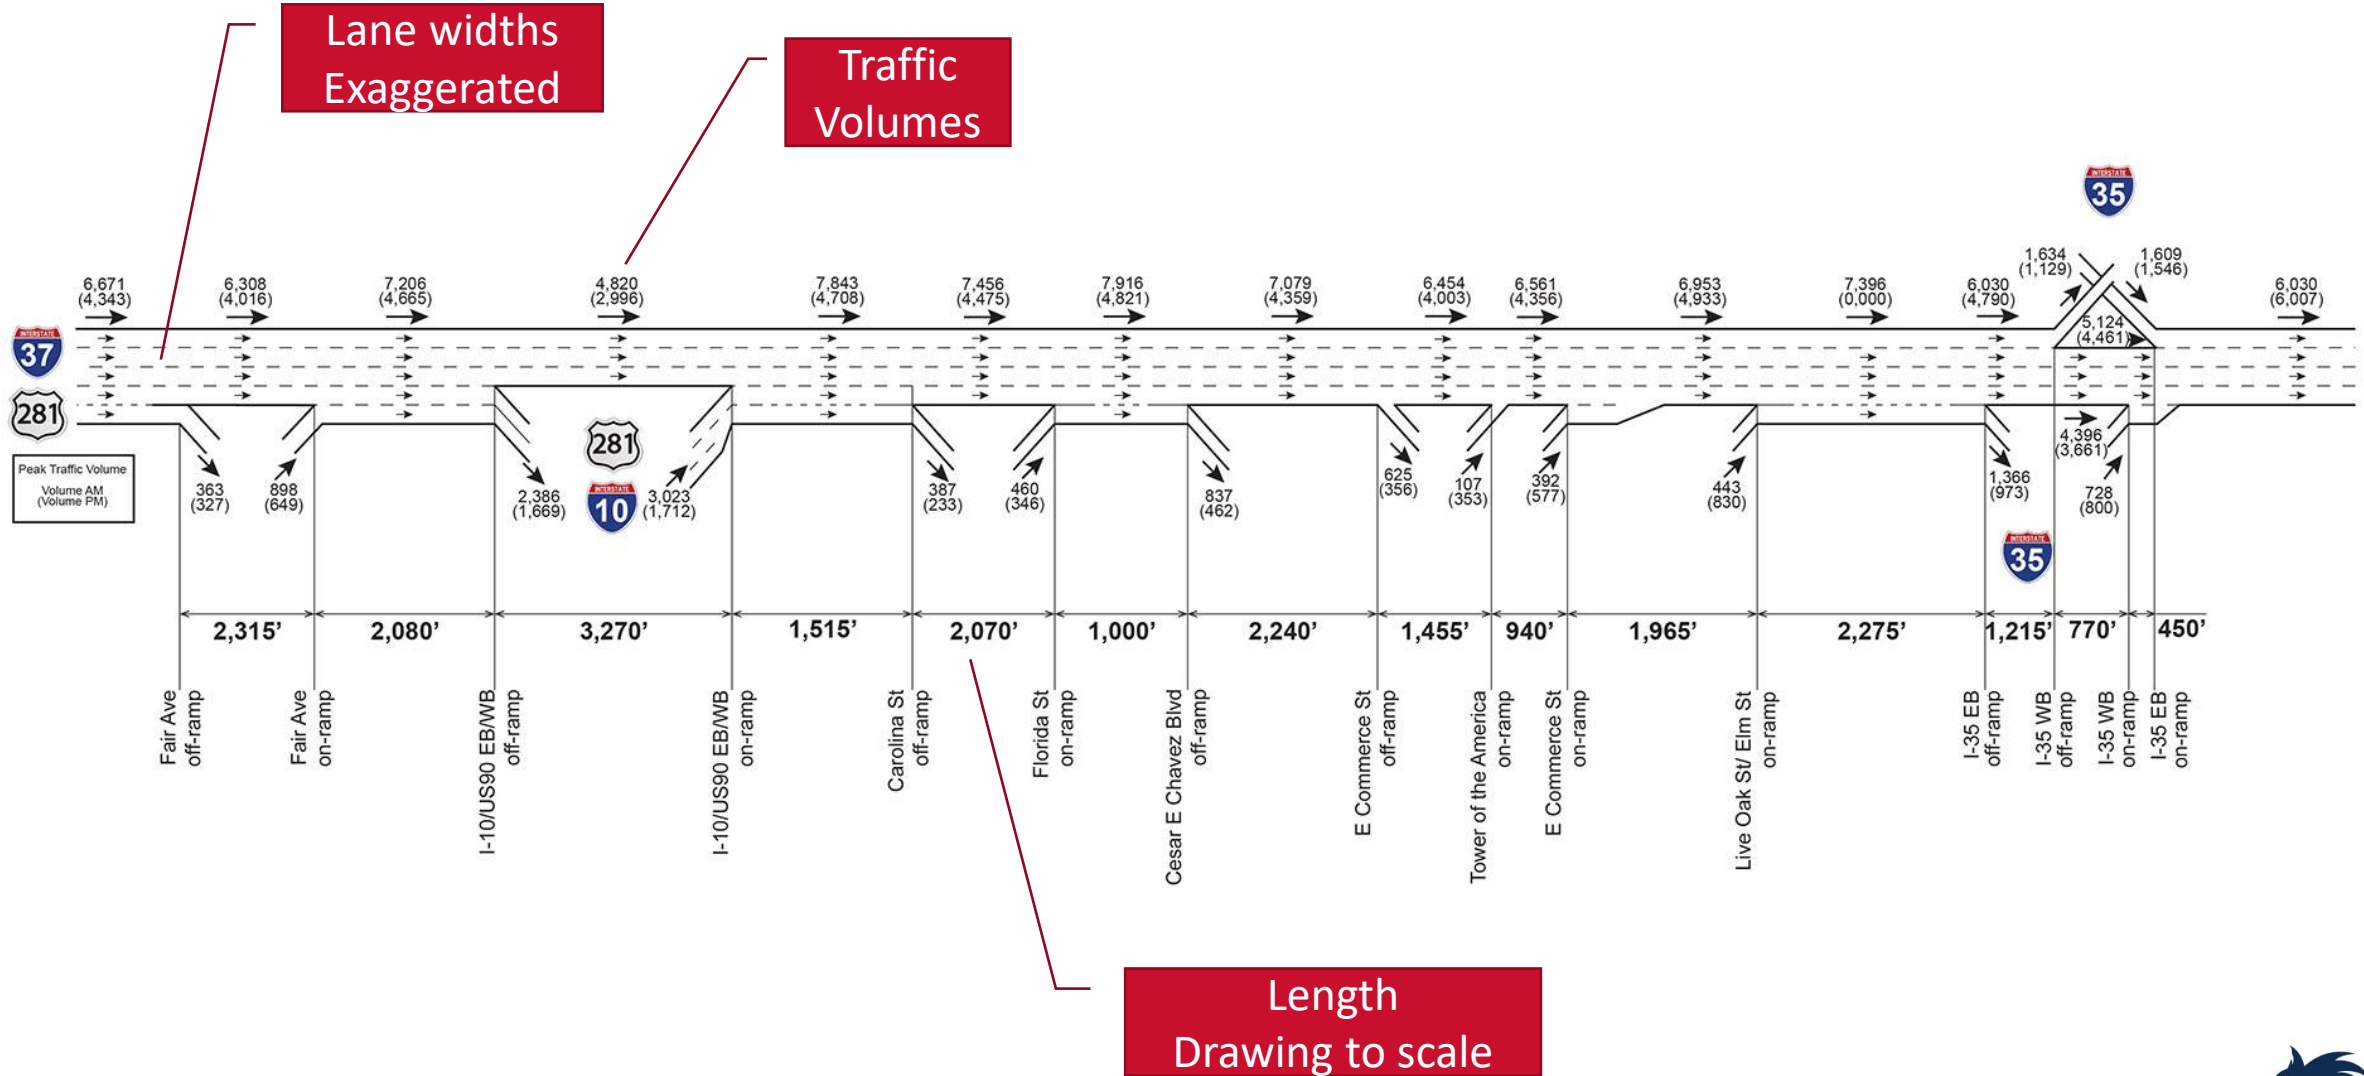 Lane widths
Exaggerated
Traffic
Volumes
INTERSTATE
35
6,671
(4,343)
6,308
(4,016)
7,206
(4,665)
4,820
(2,996)
7,843
(4,708)
7,456
(4,475)
7,916
(4,821)
7,079
(4,359)
6,454
(4,003)
6,561
(4,356)
6,953
(4,933)
7,396
(0,000)
6,030
(4,790)
1,634
(1,129)
1,609
(1,546)
6,030
(6,007)
INTERSTATE
37
5,124
(4,461)
281
Peak Traffic Volume
Volume AM
(Volume PM)
363
(327)
898
(649)
2,386
(1,669)
281
INTERSTATE
10
3,023
(1,712)
387
(233)
460
(346)
837
(462)
625
(356)
107
(353)
392
(577)
443
(830)
1,366
(973)
4,396
(3,661)
728
(800)
INTERSTATE
35
2,315’
2,080’
3,270’
1,515’
2,070’
1,000’
2,240’
1,455’
940’
1,965’
2,275’
1,215’
770’
450’
Fair Ave
off-ramp
Fair Ave
on-ramp
I-10/US90 EB/WB
off-ramp
I-10/US90 EB/WB
on-ramp
Carolina St
off-ramp
Florida St
on-ramp
Cesar E Chavez Blvd
off-ramp
E Commerce St
off-ramp
Tower of the America
on-ramp
E Commerce St
on-ramp
Live Oak St/ Elm St
on-ramp
I-35 EB
off-ramp
I-35 WB
off-ramp
I-35 WB
on-ramp
I-35 EB
on-ramp
Length
Drawing to scale